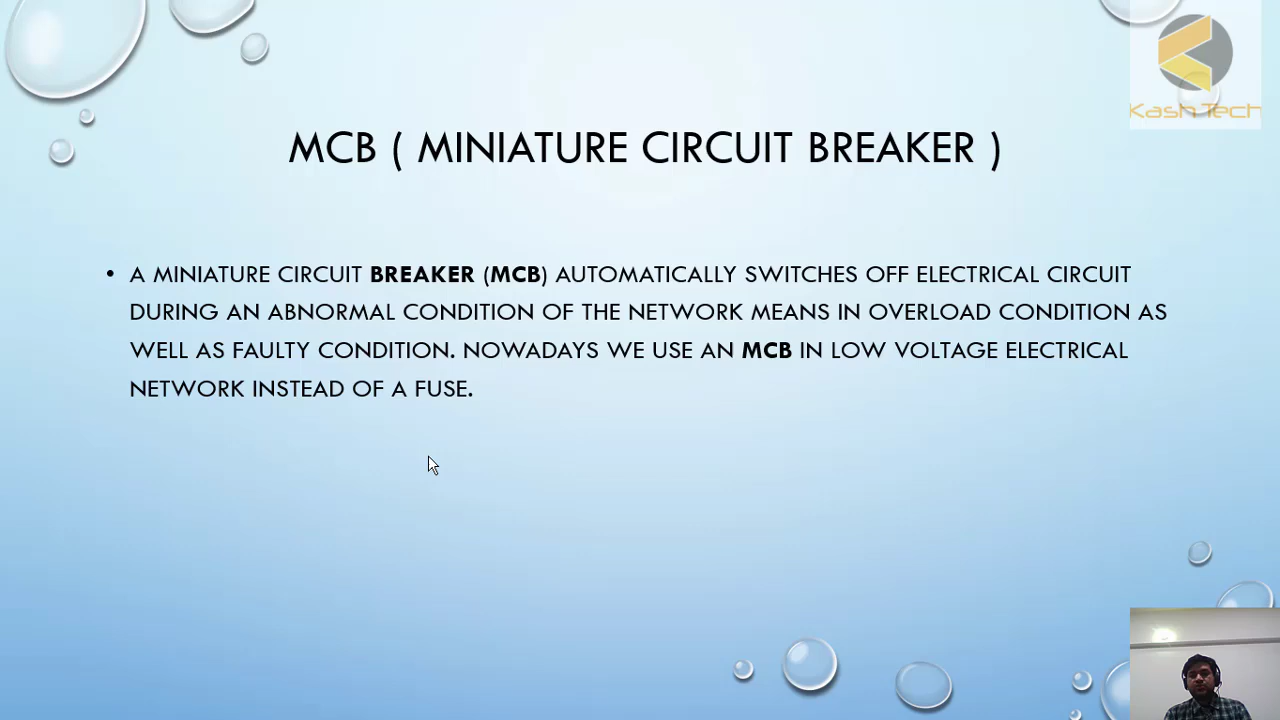 Kash Tech
MCB ( MINIATURE CIRCUIT BREAKER )
• A MINIATURE CIRCUIT BREAKER (MCB) AUTOMATICALLY SWITCHES OFF ELECTRICAL CIRCUIT
DURING AN ABNORMAL CONDITION OF THE NETWORK MEANS IN OVERLOAD CONDITION AS
WELL AS FAULTY CONDITION. NOWADAYS WE USE AN MCB IN LOW VOLTAGE ELECTRICAL
NETWORK INSTEAD OF A FUSE.